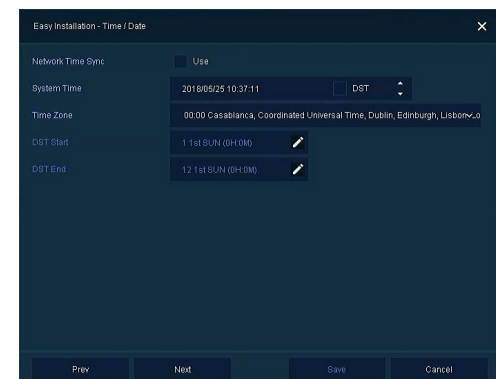 Easy Installation - Time / Date
Network Time Sync Use
System Time 2018/05/25 10:37:11 DST
Time Zone 00:00 Casablanca, Coordinated Universal Time, Dublin, Edinburgh, Lisbon
DST Start 1 1st SUN (0H:0M)
DST End 12 1st SUN (0H:0M)
Prev Next Save Cancel